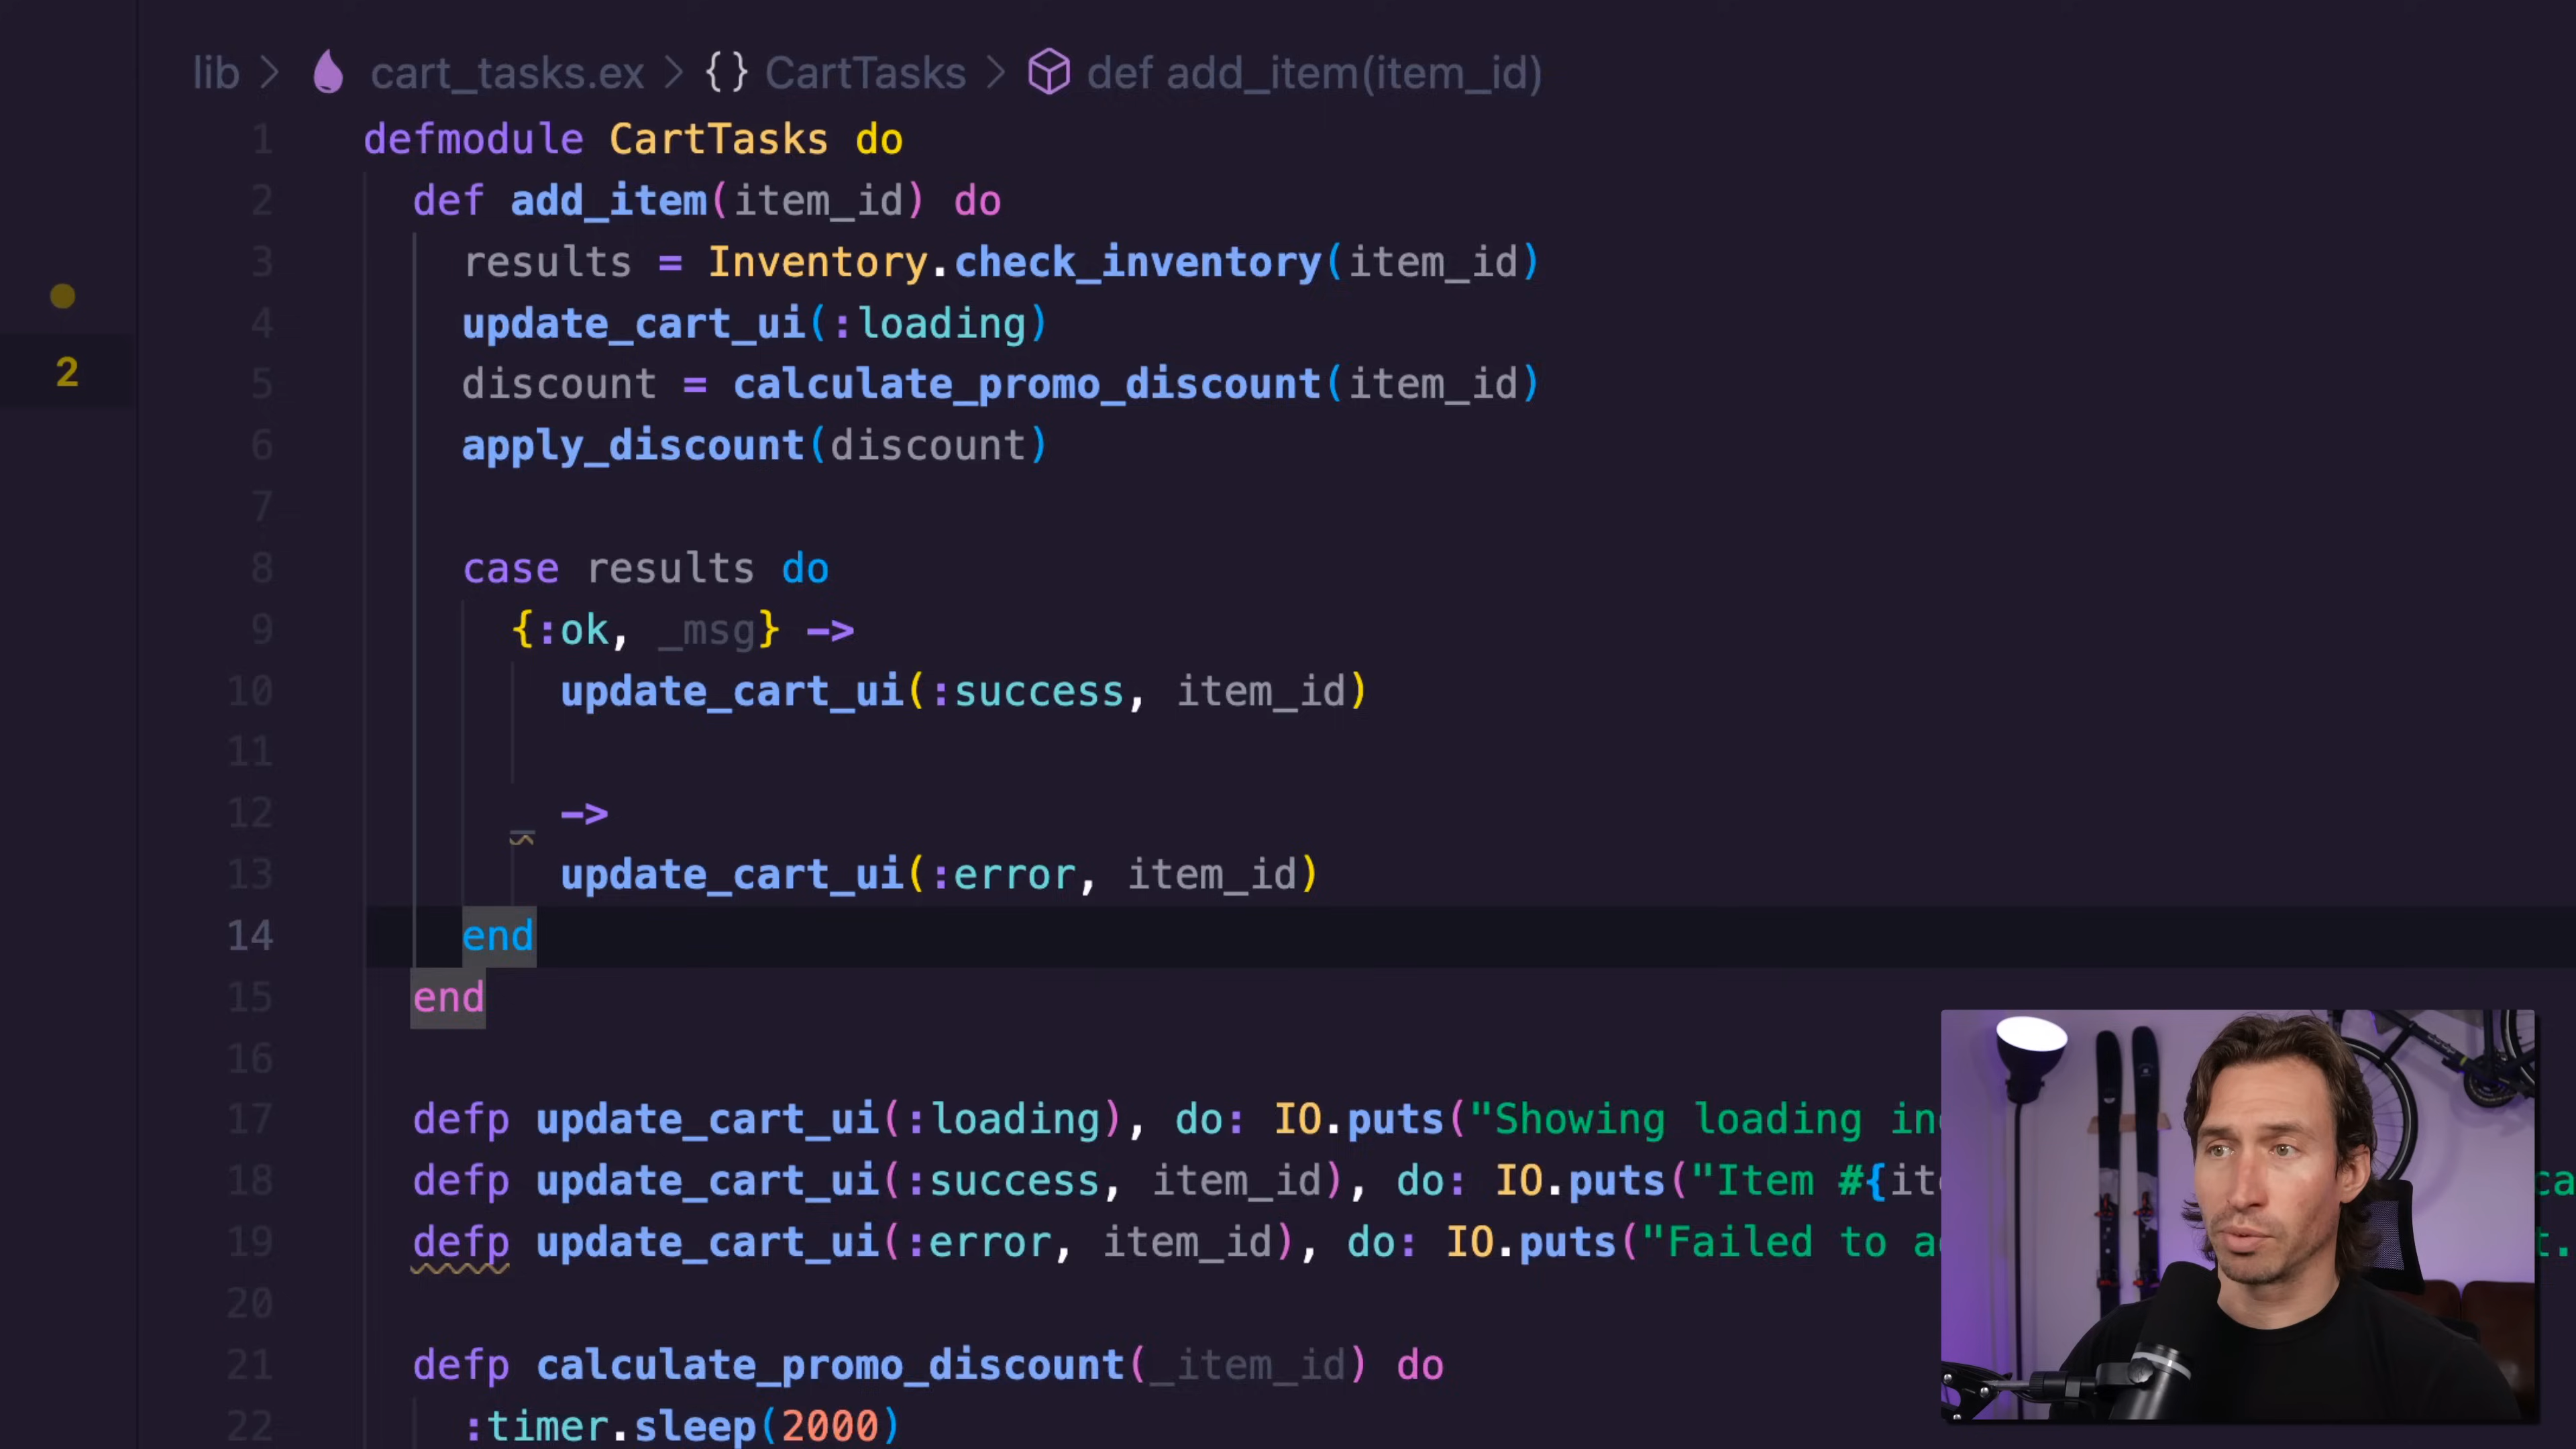 lib > cart_tasks.ex > {} CartTasks > def add_item(item_id)
1 defmodule CartTasks do
2 def add_item(item_id) do
3 results = Inventory.check_inventory(item_id)
4 update_cart_ui(:loading)
2
5 discount = calculate_promo_discount(item_id)
6 apply_discount(discount)
7
8 case results do
9 {:ok, _msg} ->
10 update_cart_ui(:success, item_id)
11
12 _ ->
13 update_cart_ui(:error, item_id)
14 end
15 end
16
17 defp update_cart_ui(:loading), do: IO.puts("Showing loading in
18 defp update_cart_ui(:success, item_id), do: IO.puts("Item #{ite ca
19 defp update_cart_ui(:error, item_id), do: IO.puts("Failed to a t.
20
21 defp calculate_promo_discount(_item_id) do
22 :timer.sleep(2000)